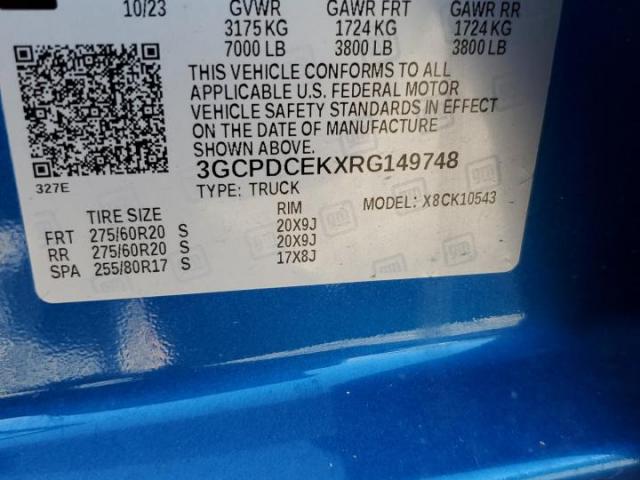 10/23 GVWR GAWR FRT GAWR RR
3175 KG 1724 KG 1724 KG
7000 LB 3800 LB 3800 LB
THIS VEHICLE CONFORMS TO ALL
APPLICABLE U.S. FEDERAL MOTOR
VEHICLE SAFETY STANDARDS IN EFFECT
ON THE DATE OF MANUFACTURE
SHOWN ABOVE.
327E
3GCPDCEKXRG149748
TYPE: TRUCK MODEL: X8CK10543
TIRE SIZE RIM
FRT 275/60R20 S 20X9J
RR 275/60R20 S 20X9J
SPA 255/80R17 S 17X8J
gm